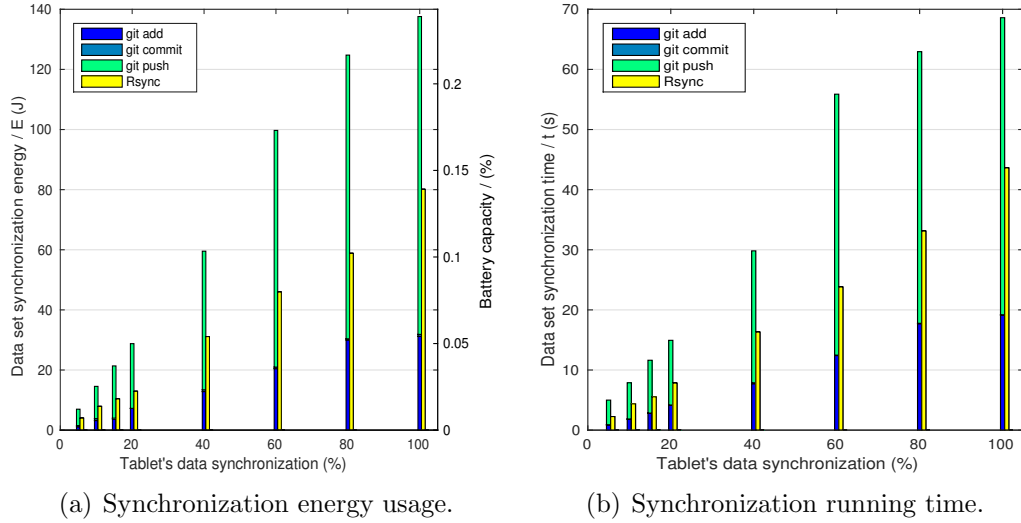 140
120
100
80
60
40
20
0
Data set synchronization energy / E (J)
git add
git commit
git push
Rsync
0.2
0.15
0.1
0.05
0
Battery capacity / (%)
0 20 40 60 80 100
Tablet's data synchronization (%)
(a) Synchronization energy usage.
70
60
50
40
30
20
10
0
Data set synchronization time / t (s)
git add
git commit
git push
Rsync
0 20 40 60 80 100
Tablet's data synchronization (%)
(b) Synchronization running time.